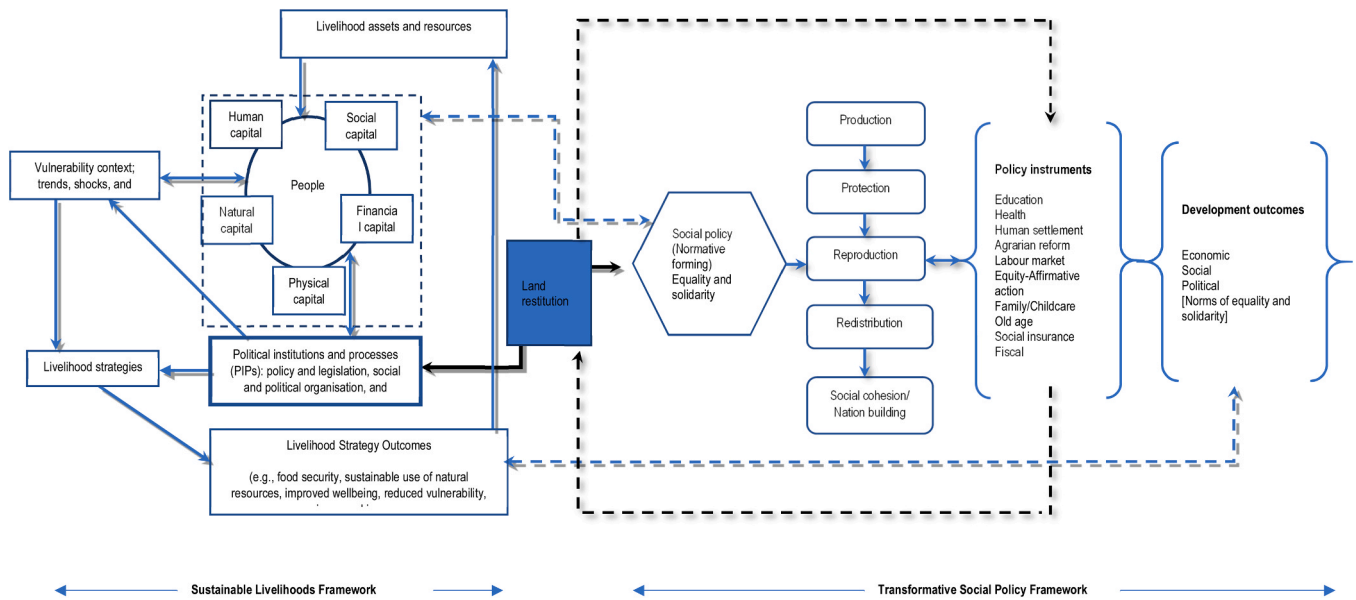 Livelihood assets and resources
Human
capital
Social
capital
People
Vulnerability context;
trends, shocks, and
Natural
capital
Financia
l capital
Physical
capital
Political institutions and processes
(PIPs): policy and legislation, social
and political organisation, and
Livelihood strategies
Livelihood Strategy Outcomes
(e.g., food security, sustainable use of natural
resources, improved wellbeing, reduced vulnerability,
Land
restitution
Social policy
(Normative
forming)
Equality and
solidarity
Production
Protection
Reproduction
Redistribution
Social cohesion/
Nation building
Policy instruments
Education
Health
Human settlement
Agrarian reform
Labour market
Equity-Affirmative
action
Family/Childcare
Old age
Social insurance
Fiscal
Development outcomes
Economic
Social
Political
[Norms of equality and
solidarity]
Sustainable Livelihoods Framework
Transformative Social Policy Framework